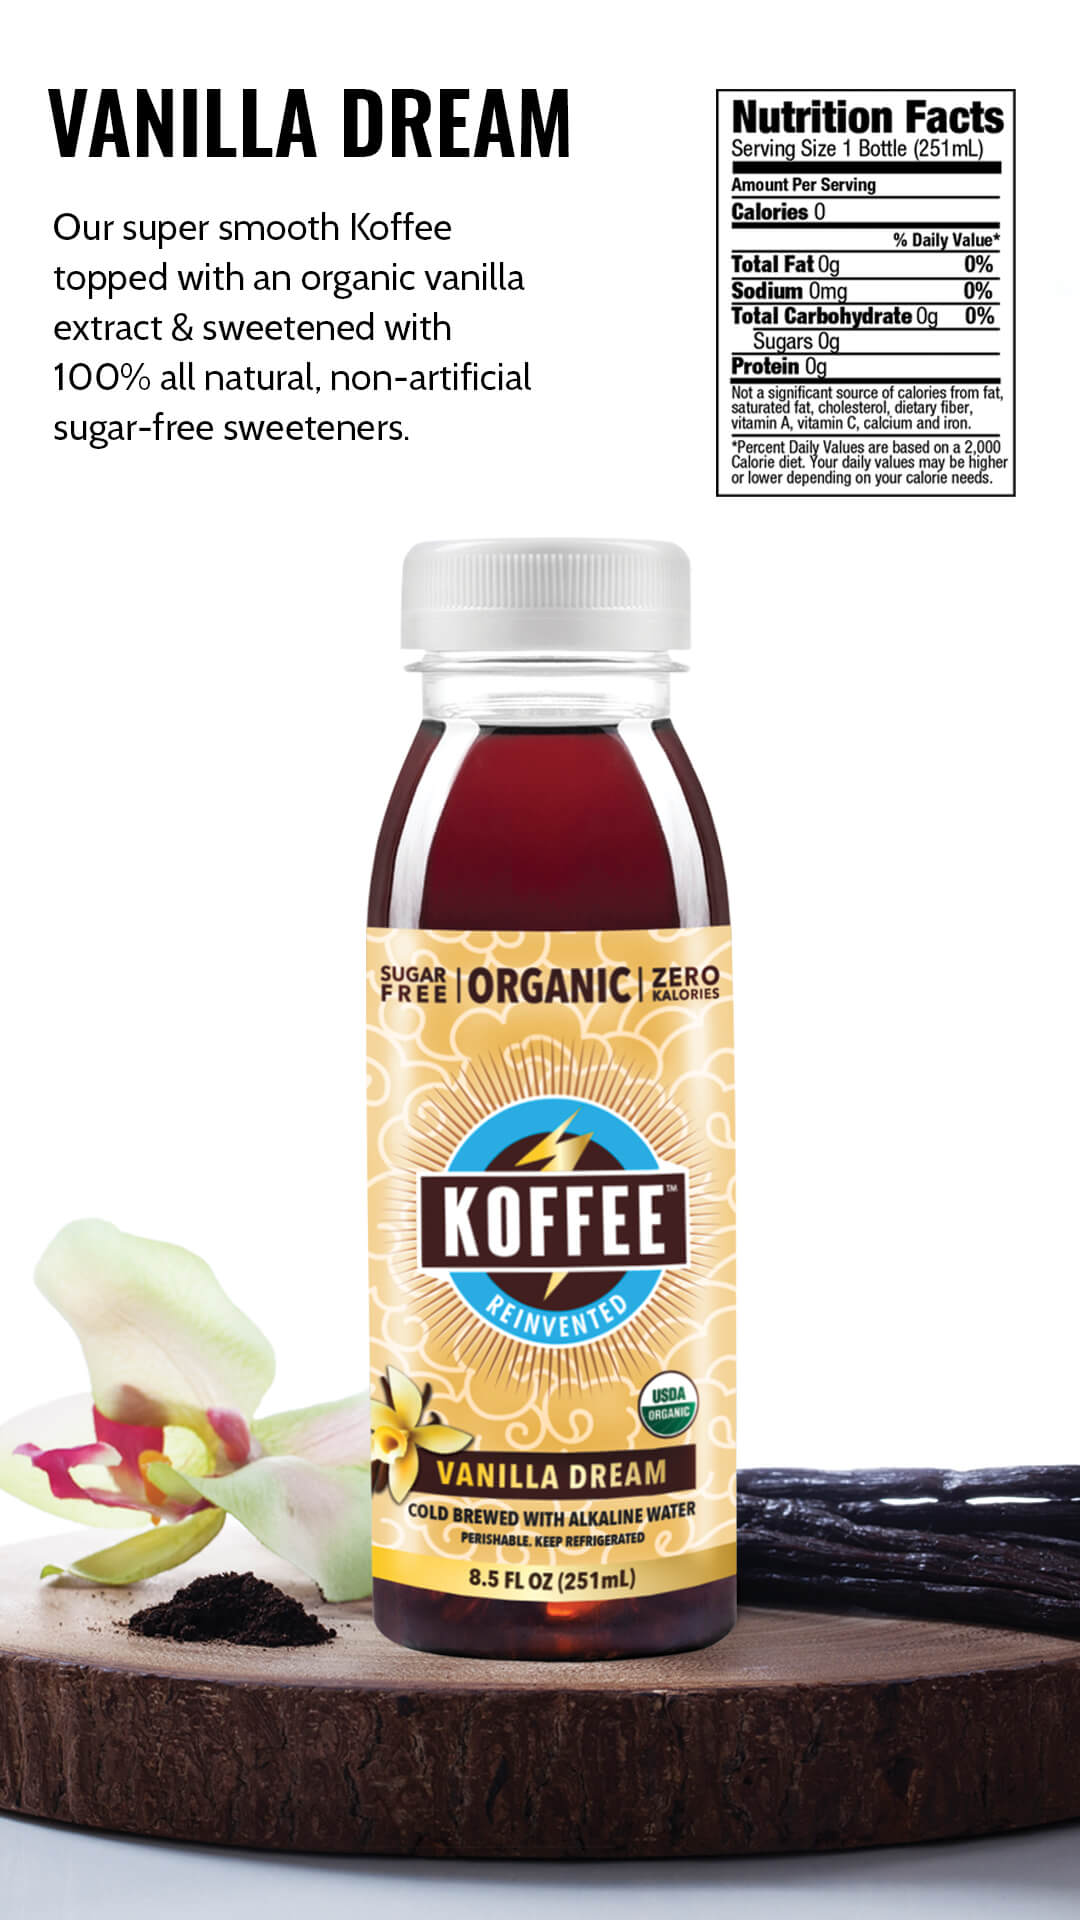 VANILLA DREAM
Our super smooth Koffee
topped with an organic vanilla
extract & sweetened with
100% all natural, non-artificial
sugar-free sweeteners.
Nutrition Facts
Serving Size 1 Bottle (251mL)
Amount Per Serving
Calories 0
% Daily Value*
Total Fat 0g 0%
Sodium 0mg 0%
Total Carbohydrate 0g 0%
Sugars 0g
Protein 0g
Not a significant source of calories from fat,
saturated fat, cholesterol, dietary fiber,
vitamin A, vitamin C, calcium and iron.
*Percent Daily Values are based on a 2,000
Calorie diet. Your daily values may be higher
or lower depending on your calorie needs.
SUGAR FREE | ORGANIC | ZERO KALORIES
KOFFEE™
REINVENTED
USDA
ORGANIC
VANILLA DREAM
COLD BREWED WITH ALKALINE WATER
PERISHABLE. KEEP REFRIGERATED
8.5 FL OZ (251mL)